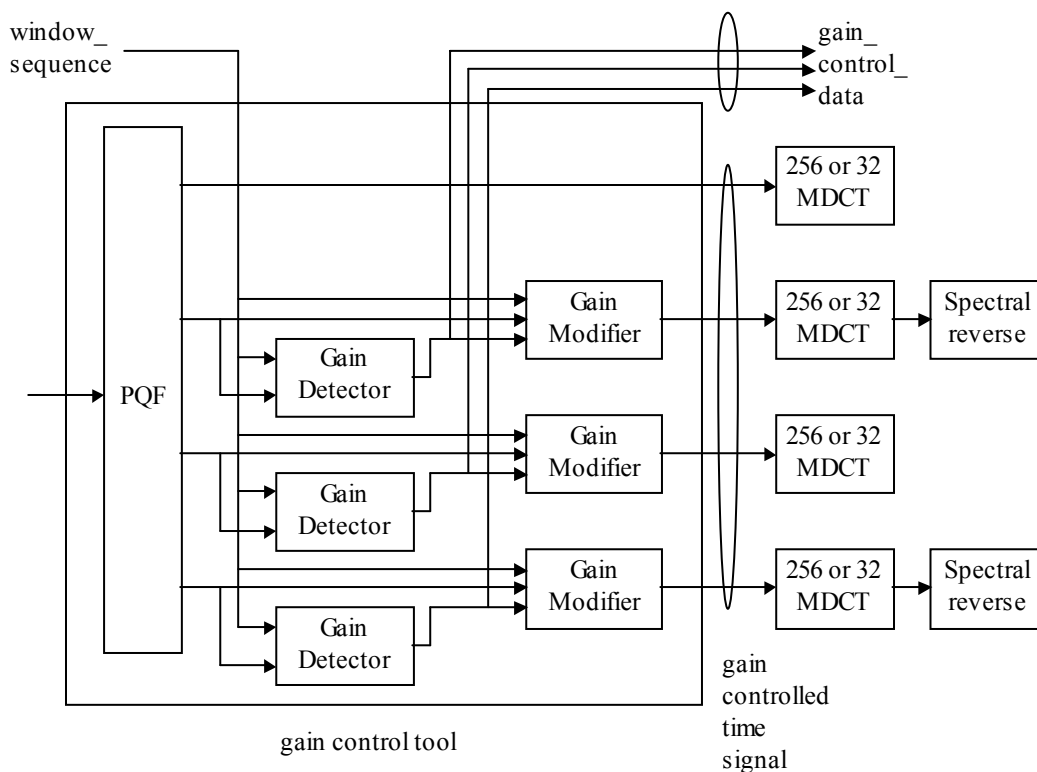 window_
sequence
gain_
control_
data
256 or 32
MDCT
Gain
Modifier
256 or 32
MDCT
Spectral
reverse
Gain
Detector
PQF
Gain
Modifier
256 or 32
MDCT
Gain
Detector
Gain
Modifier
256 or 32
MDCT
Spectral
reverse
Gain
Detector
gain
controlled
time
signal
gain control tool